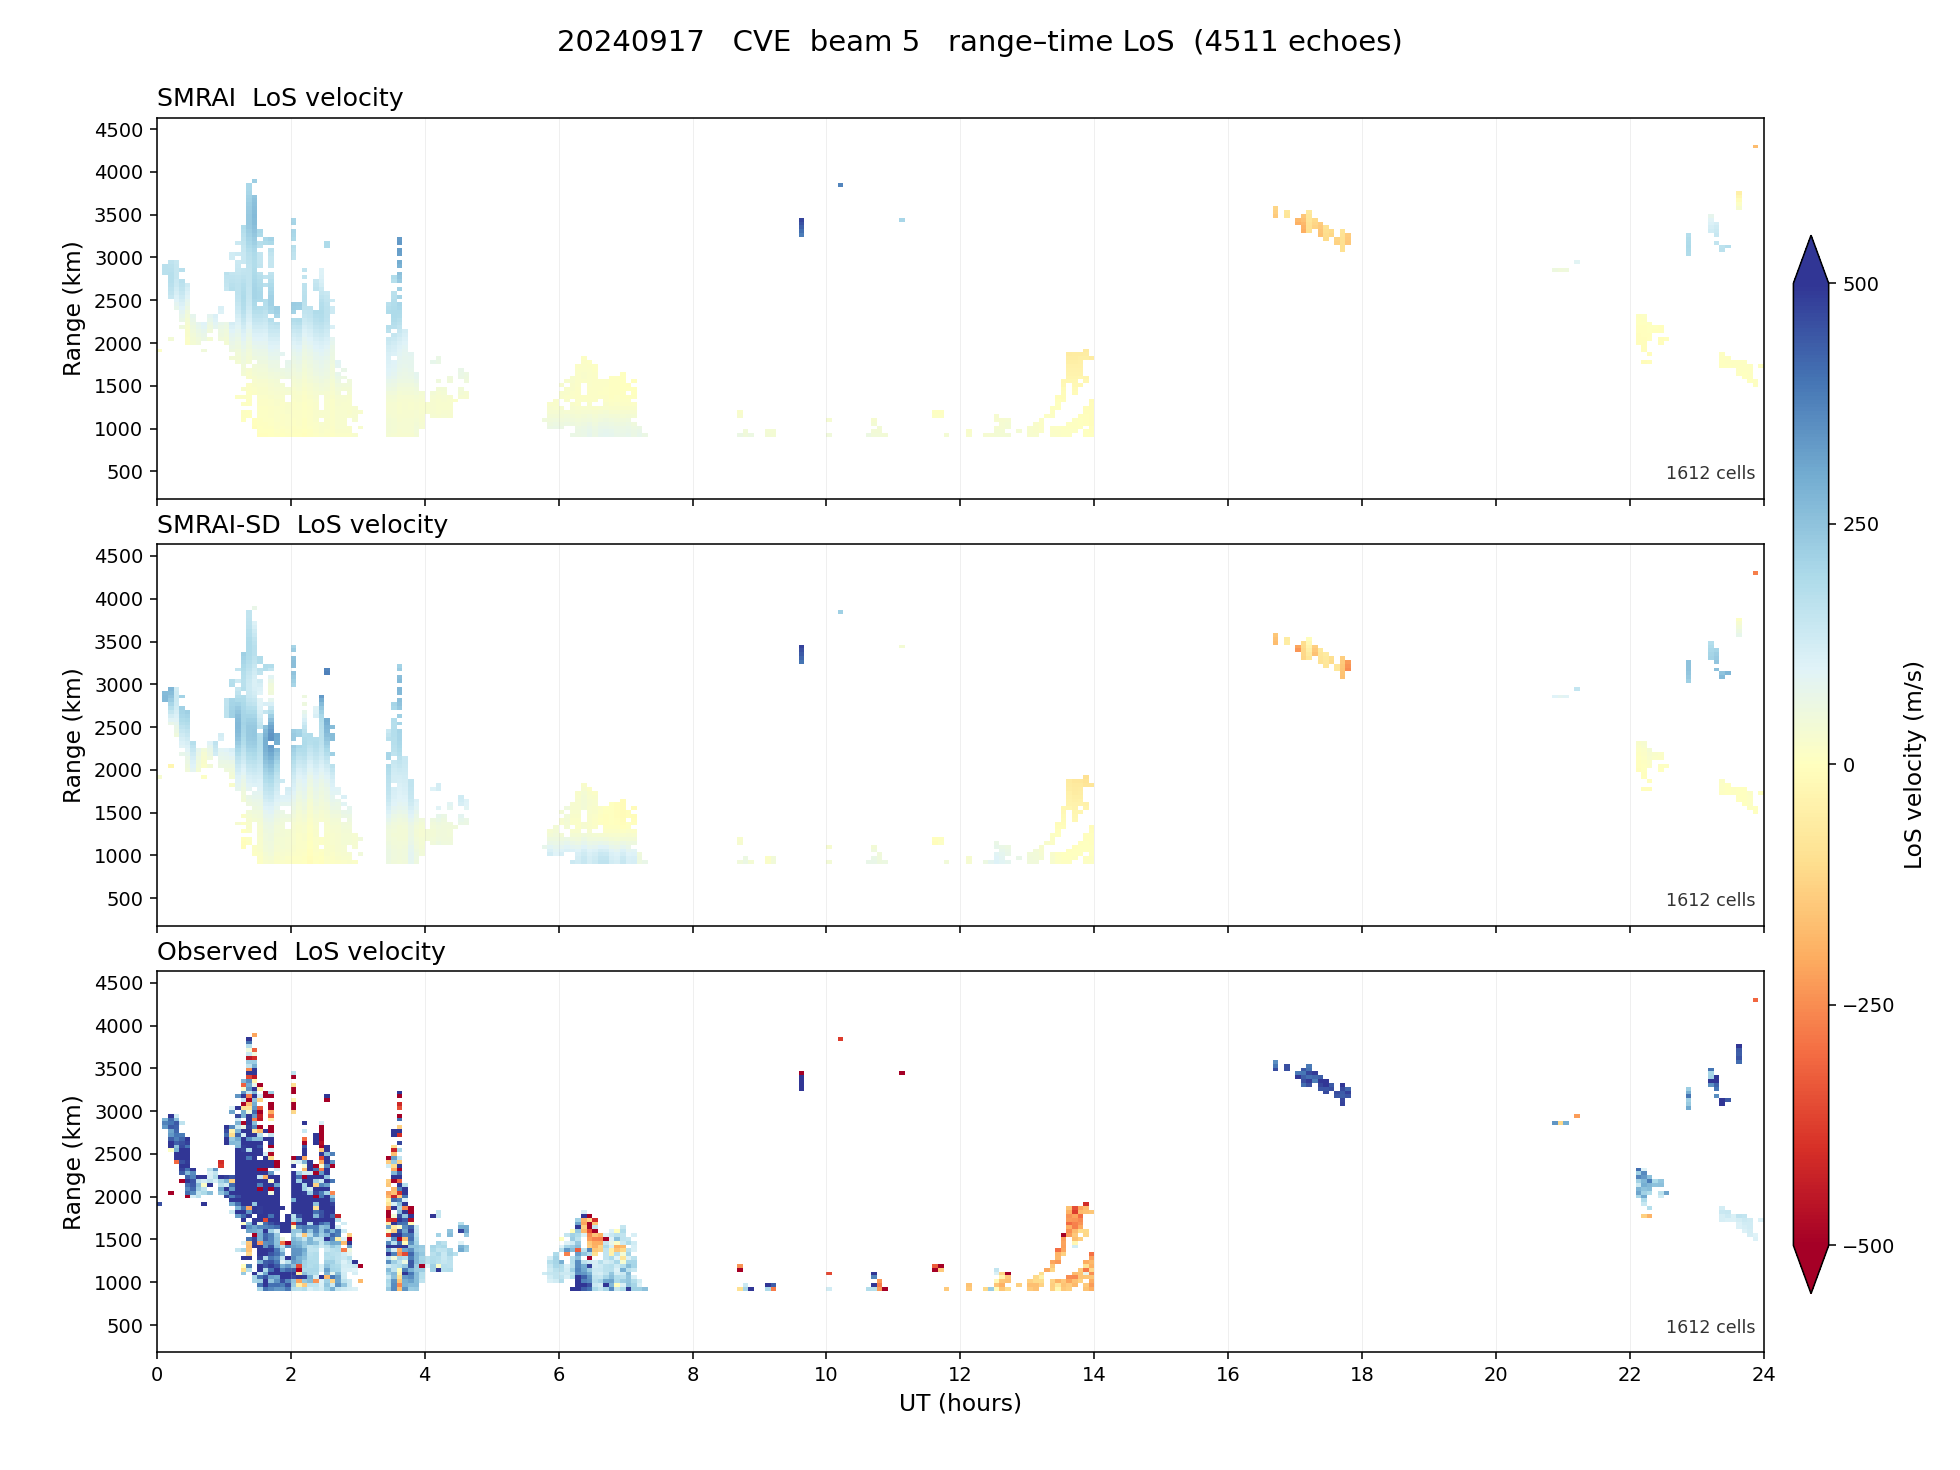 20240917   CVE  beam 5   range–time LoS  (4511 echoes)
SMRAI  LoS velocity
4500
4000
3500
3000
2500
2000
1500
1000
500
Range (km)
1612 cells
SMRAI-SD  LoS velocity
4500
4000
3500
3000
2500
2000
1500
1000
500
Range (km)
1612 cells
Observed  LoS velocity
4500
4000
3500
3000
2500
2000
1500
1000
500
Range (km)
1612 cells
0 2 4 6 8 10 12 14 16 18 20 22 24
UT (hours)
500
250
0
−250
−500
LoS velocity (m/s)